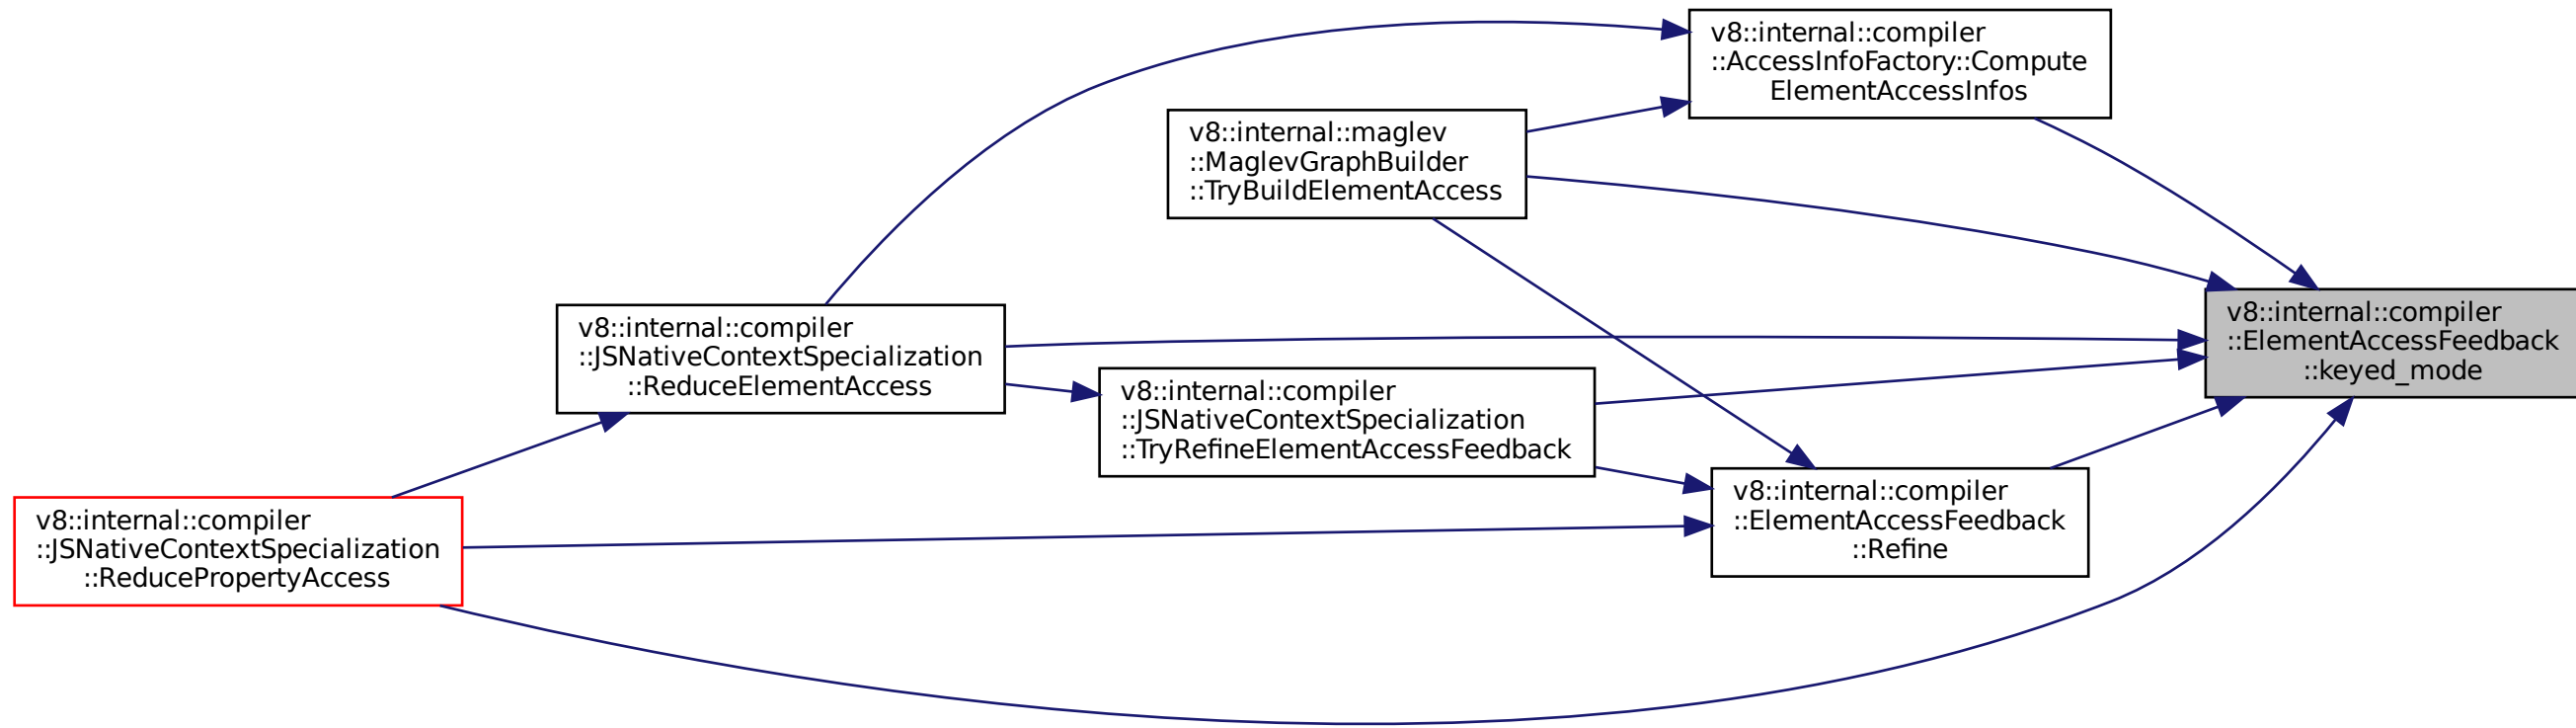 v8::internal::compiler
::AccessInfoFactory::Compute
ElementAccessInfos
v8::internal::maglev
::MaglevGraphBuilder
::TryBuildElementAccess
v8::internal::compiler
::ElementAccessFeedback
::keyed_mode
v8::internal::compiler
::JSNativeContextSpecialization
::ReduceElementAccess
v8::internal::compiler
::JSNativeContextSpecialization
::TryRefineElementAccessFeedback
v8::internal::compiler
::ElementAccessFeedback
::Refine
v8::internal::compiler
::JSNativeContextSpecialization
::ReducePropertyAccess